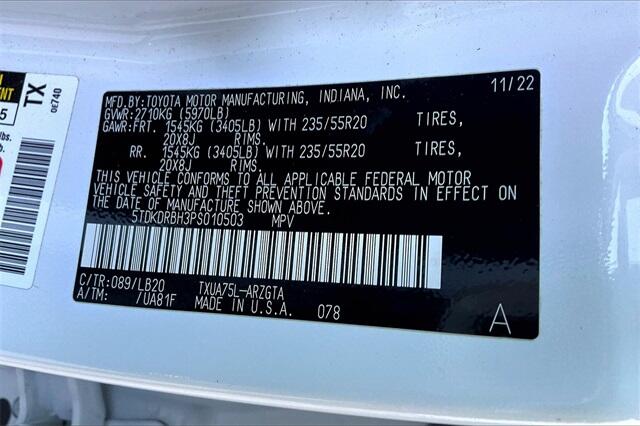 MFD.BY:TOYOTA MOTOR MANUFACTURING, INDIANA, INC. 11/22
GVWR:2710KG (5970LB)
GAWR:FRT. 1545KG (3405LB) WITH 235/55R20 TIRES,
20X8J RIMS.
RR. 1545KG (3405LB) WITH 235/55R20 TIRES,
20X8J RIMS.
THIS VEHICLE CONFORMS TO ALL APPLICABLE FEDERAL MOTOR
VEHICLE SAFETY AND THEFT PREVENTION STANDARDS IN EFFECT ON
THE DATE OF MANUFACTURE SHOWN ABOVE.
5TDKDRBH3PS010503 MPV
C/TR:089/LB20 TXUA75L-ARZGTA
A/TM: /UA81F MADE IN U.S.A. 078 A
5
TX
0E740
lbs.